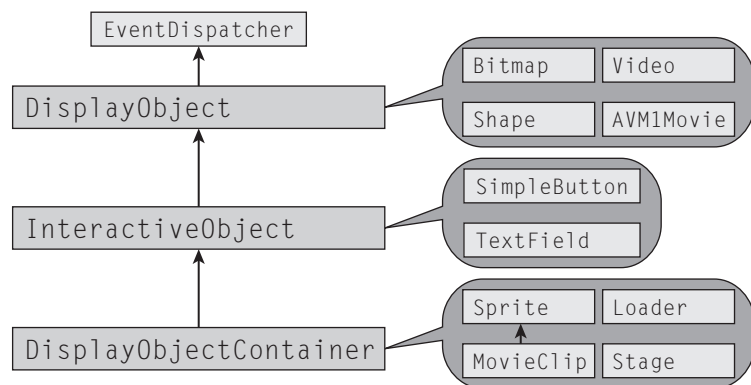 EventDispatcher
DisplayObject
Bitmap
Video
Shape
AVM1Movie
InteractiveObject
SimpleButton
TextField
DisplayObjectContainer
Sprite
Loader
MovieClip
Stage